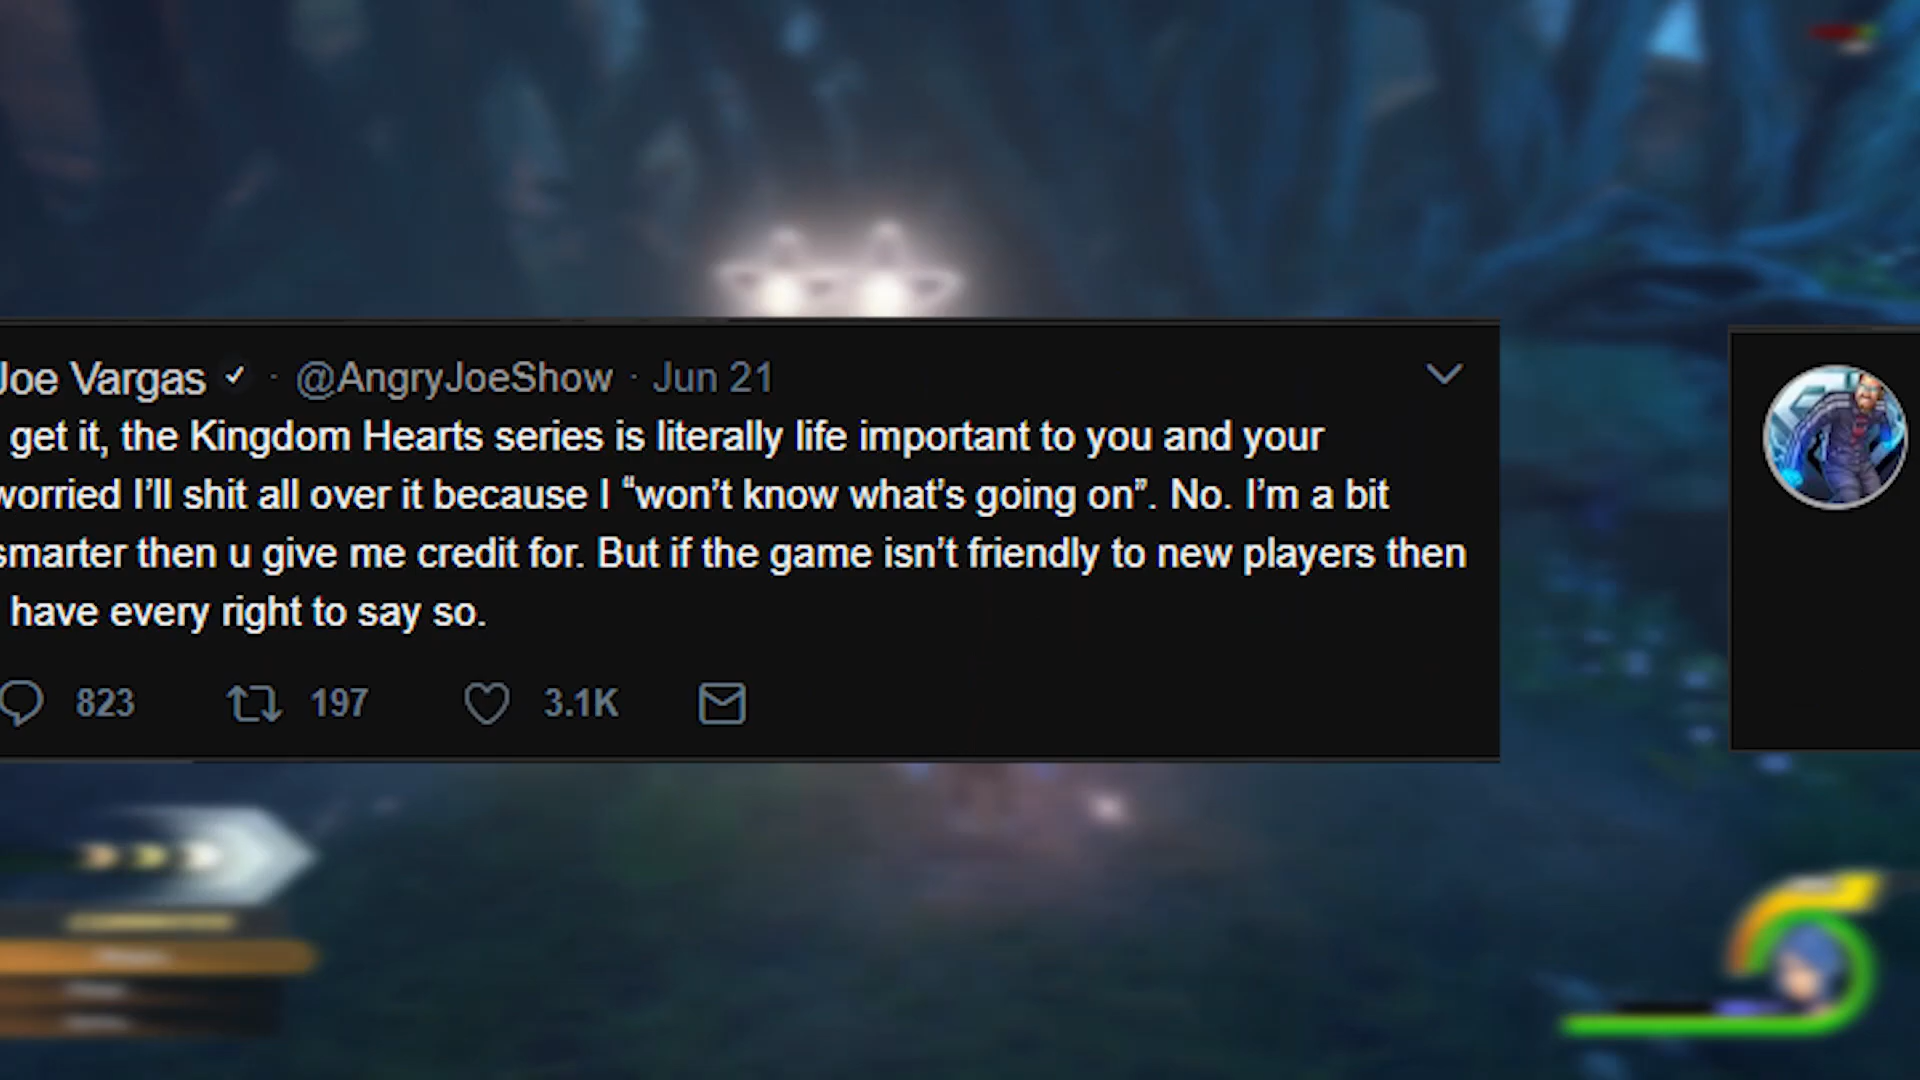 Joe Vargas · @AngryJoeShow · Jun 21
get it, the Kingdom Hearts series is literally life important to you and your
worried I’ll shit all over it because I “won’t know what’s going on”. No. I’m a bit
smarter then u give me credit for. But if the game isn’t friendly to new players then
have every right to say so.
823 197 3.1K